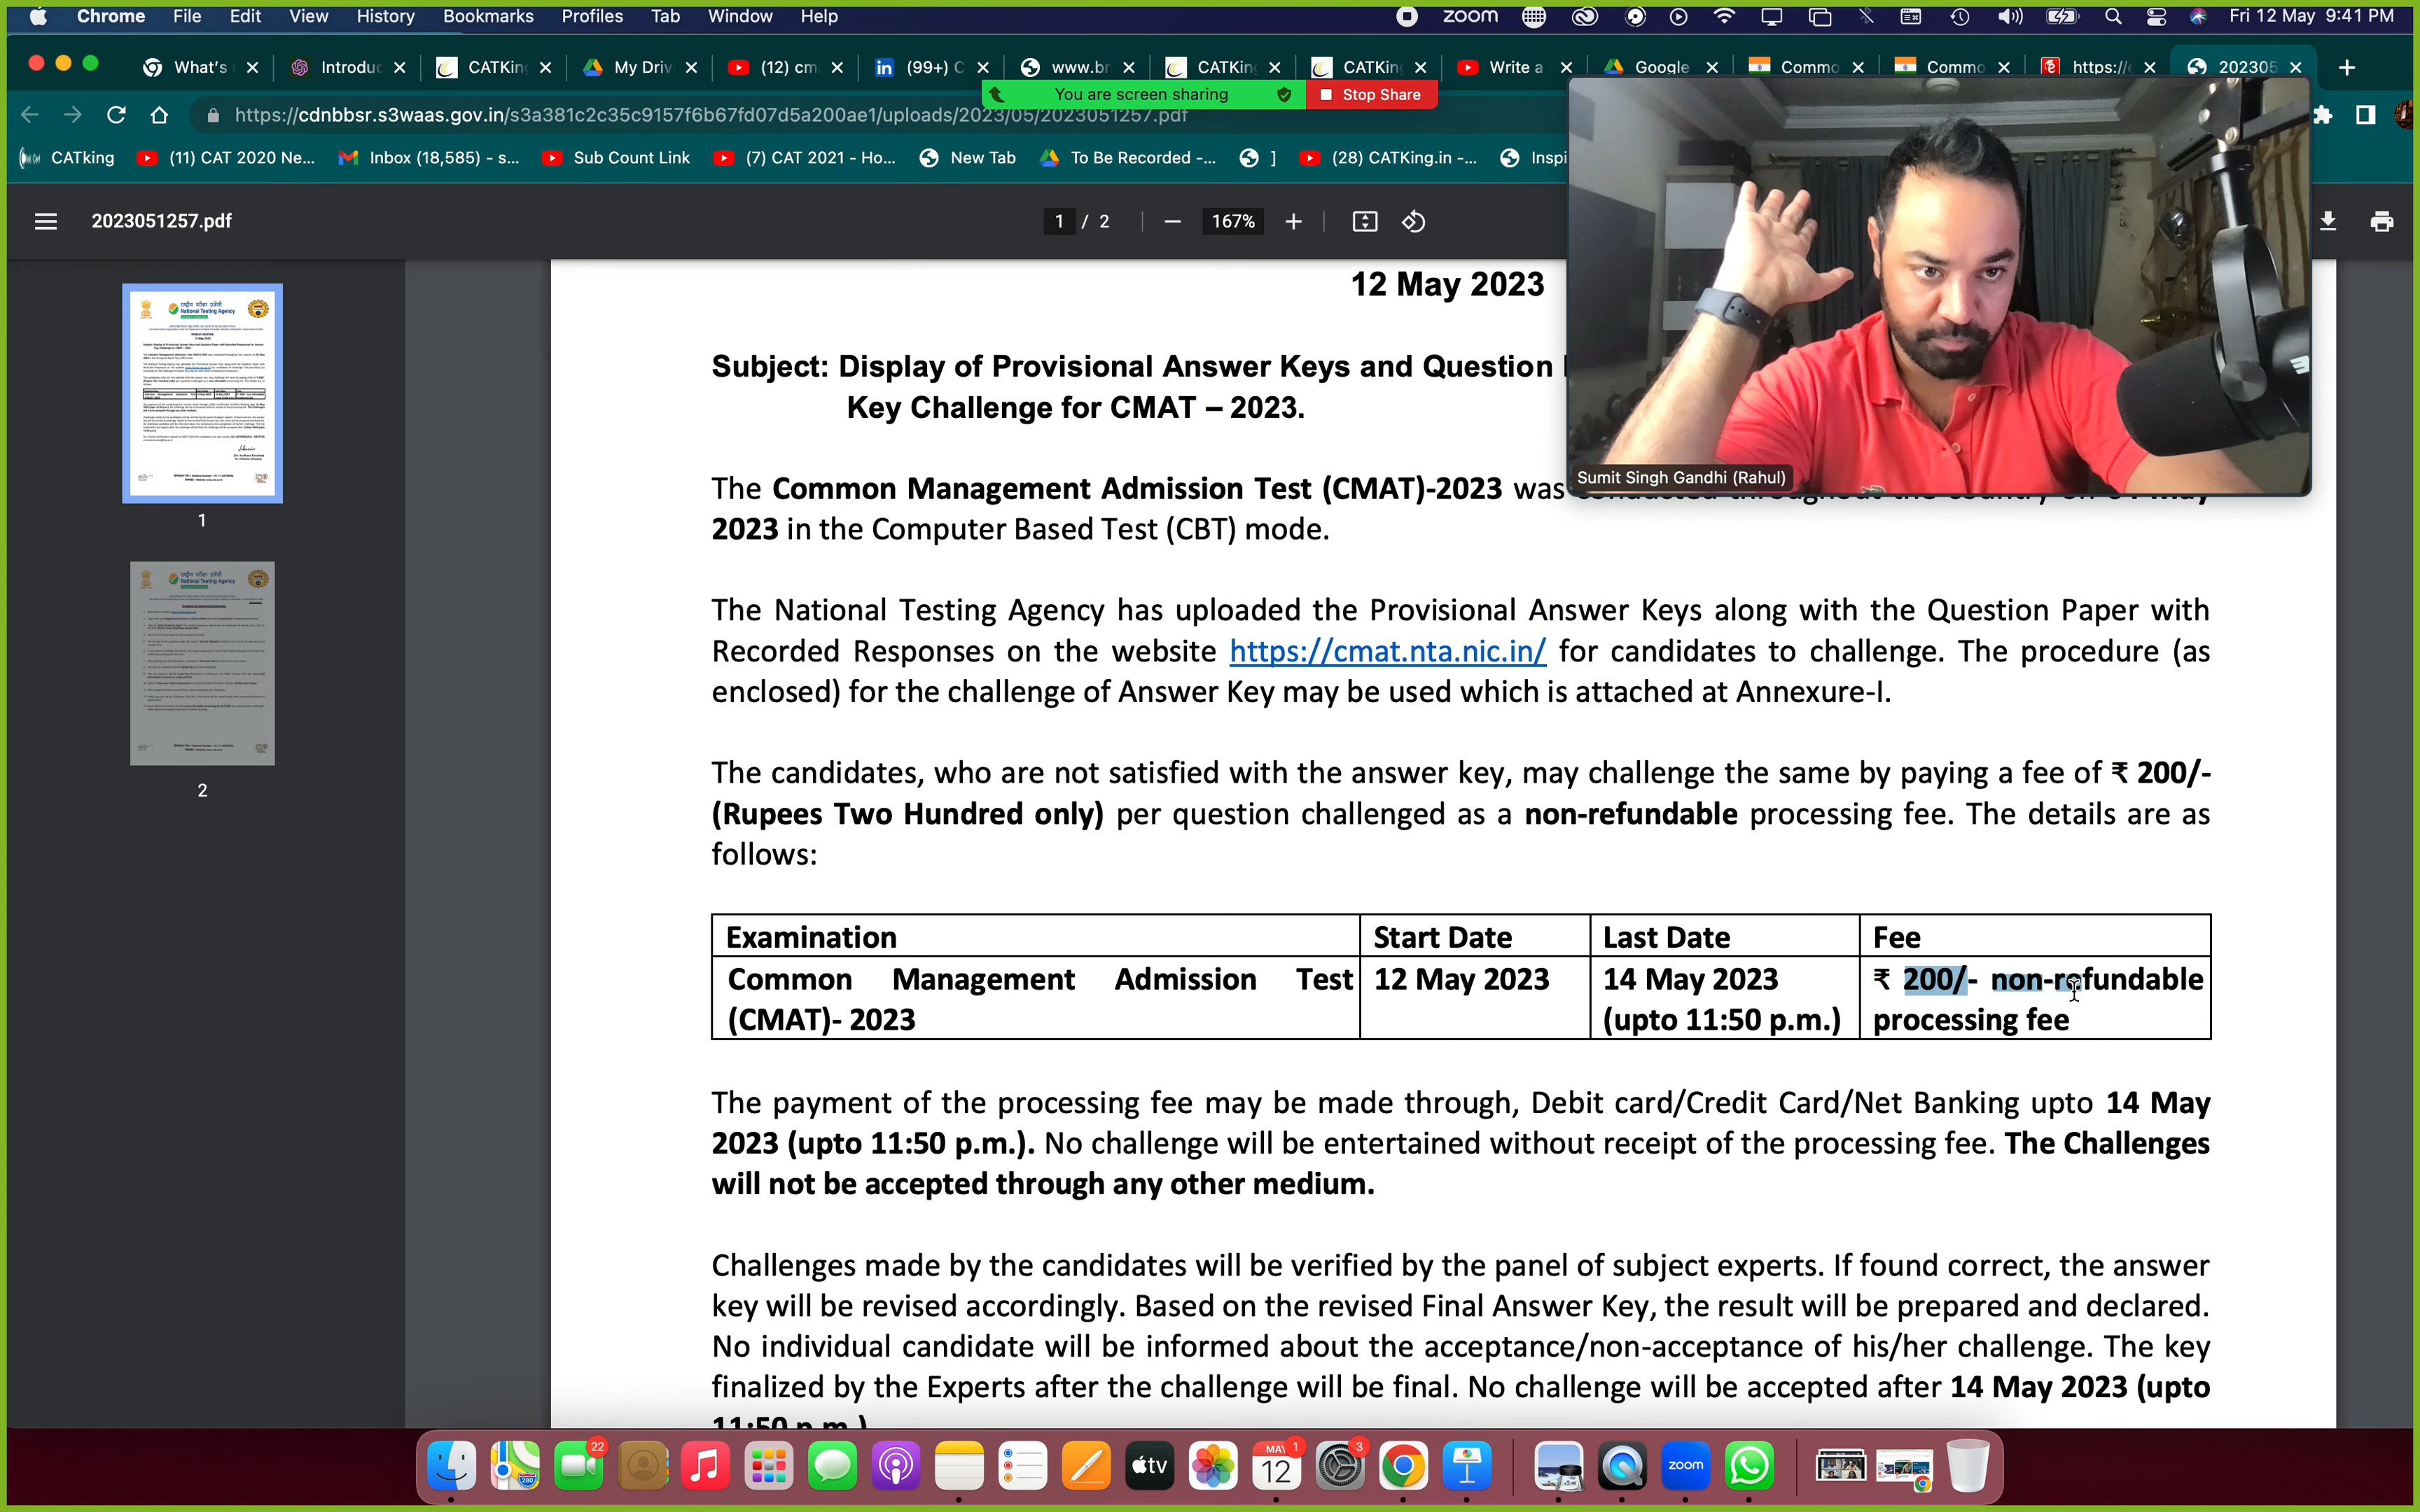 Chrome File Edit View History Bookmarks Profiles Tab Window Help zoom Fri 12 May 9:41 PM
What's Introduc CATKin My Driv (12) cm (99+) C www.br CATKin CATKin Write a Google Commo Commo https:// 202305
You are screen sharing Stop Share
https://cdnbbsr.s3waas.gov.in/s3a381c2c35c9157f6b67fd07d5a200ae1/uploads/2023/05/2023051257.pdf
CATking (11) CAT 2020 Ne... Inbox (18,585) - s... Sub Count Link (7) CAT 2021 - Ho... New Tab To Be Recorded -... ] (28) CATKing.in -... Inspi
2023051257.pdf 1 / 2 167%
12 May 2023
Subject: Display of Provisional Answer Keys and Question
Key Challenge for CMAT – 2023.
Sumit Singh Gandhi (Rahul)
The Common Management Admission Test (CMAT)-2023 was conducted throughout the country on
2023 in the Computer Based Test (CBT) mode.
The National Testing Agency has uploaded the Provisional Answer Keys along with the Question Paper with
Recorded Responses on the website https://cmat.nta.nic.in/ for candidates to challenge. The procedure (as
enclosed) for the challenge of Answer Key may be used which is attached at Annexure-I.
The candidates, who are not satisfied with the answer key, may challenge the same by paying a fee of ₹ 200/-
(Rupees Two Hundred only) per question challenged as a non-refundable processing fee. The details are as
follows:
Examination Start Date Last Date Fee
Common Management Admission Test 12 May 2023 14 May 2023 ₹ 200/- non-refundable
(CMAT)- 2023 (upto 11:50 p.m.) processing fee
The payment of the processing fee may be made through, Debit card/Credit Card/Net Banking upto 14 May
2023 (upto 11:50 p.m.). No challenge will be entertained without receipt of the processing fee. The Challenges
will not be accepted through any other medium.
Challenges made by the candidates will be verified by the panel of subject experts. If found correct, the answer
key will be revised accordingly. Based on the revised Final Answer Key, the result will be prepared and declared.
No individual candidate will be informed about the acceptance/non-acceptance of his/her challenge. The key
finalized by the Experts after the challenge will be final. No challenge will be accepted after 14 May 2023 (upto
11:50 p.m.)
1
2
22 MAY 12 1 3 tv zoom